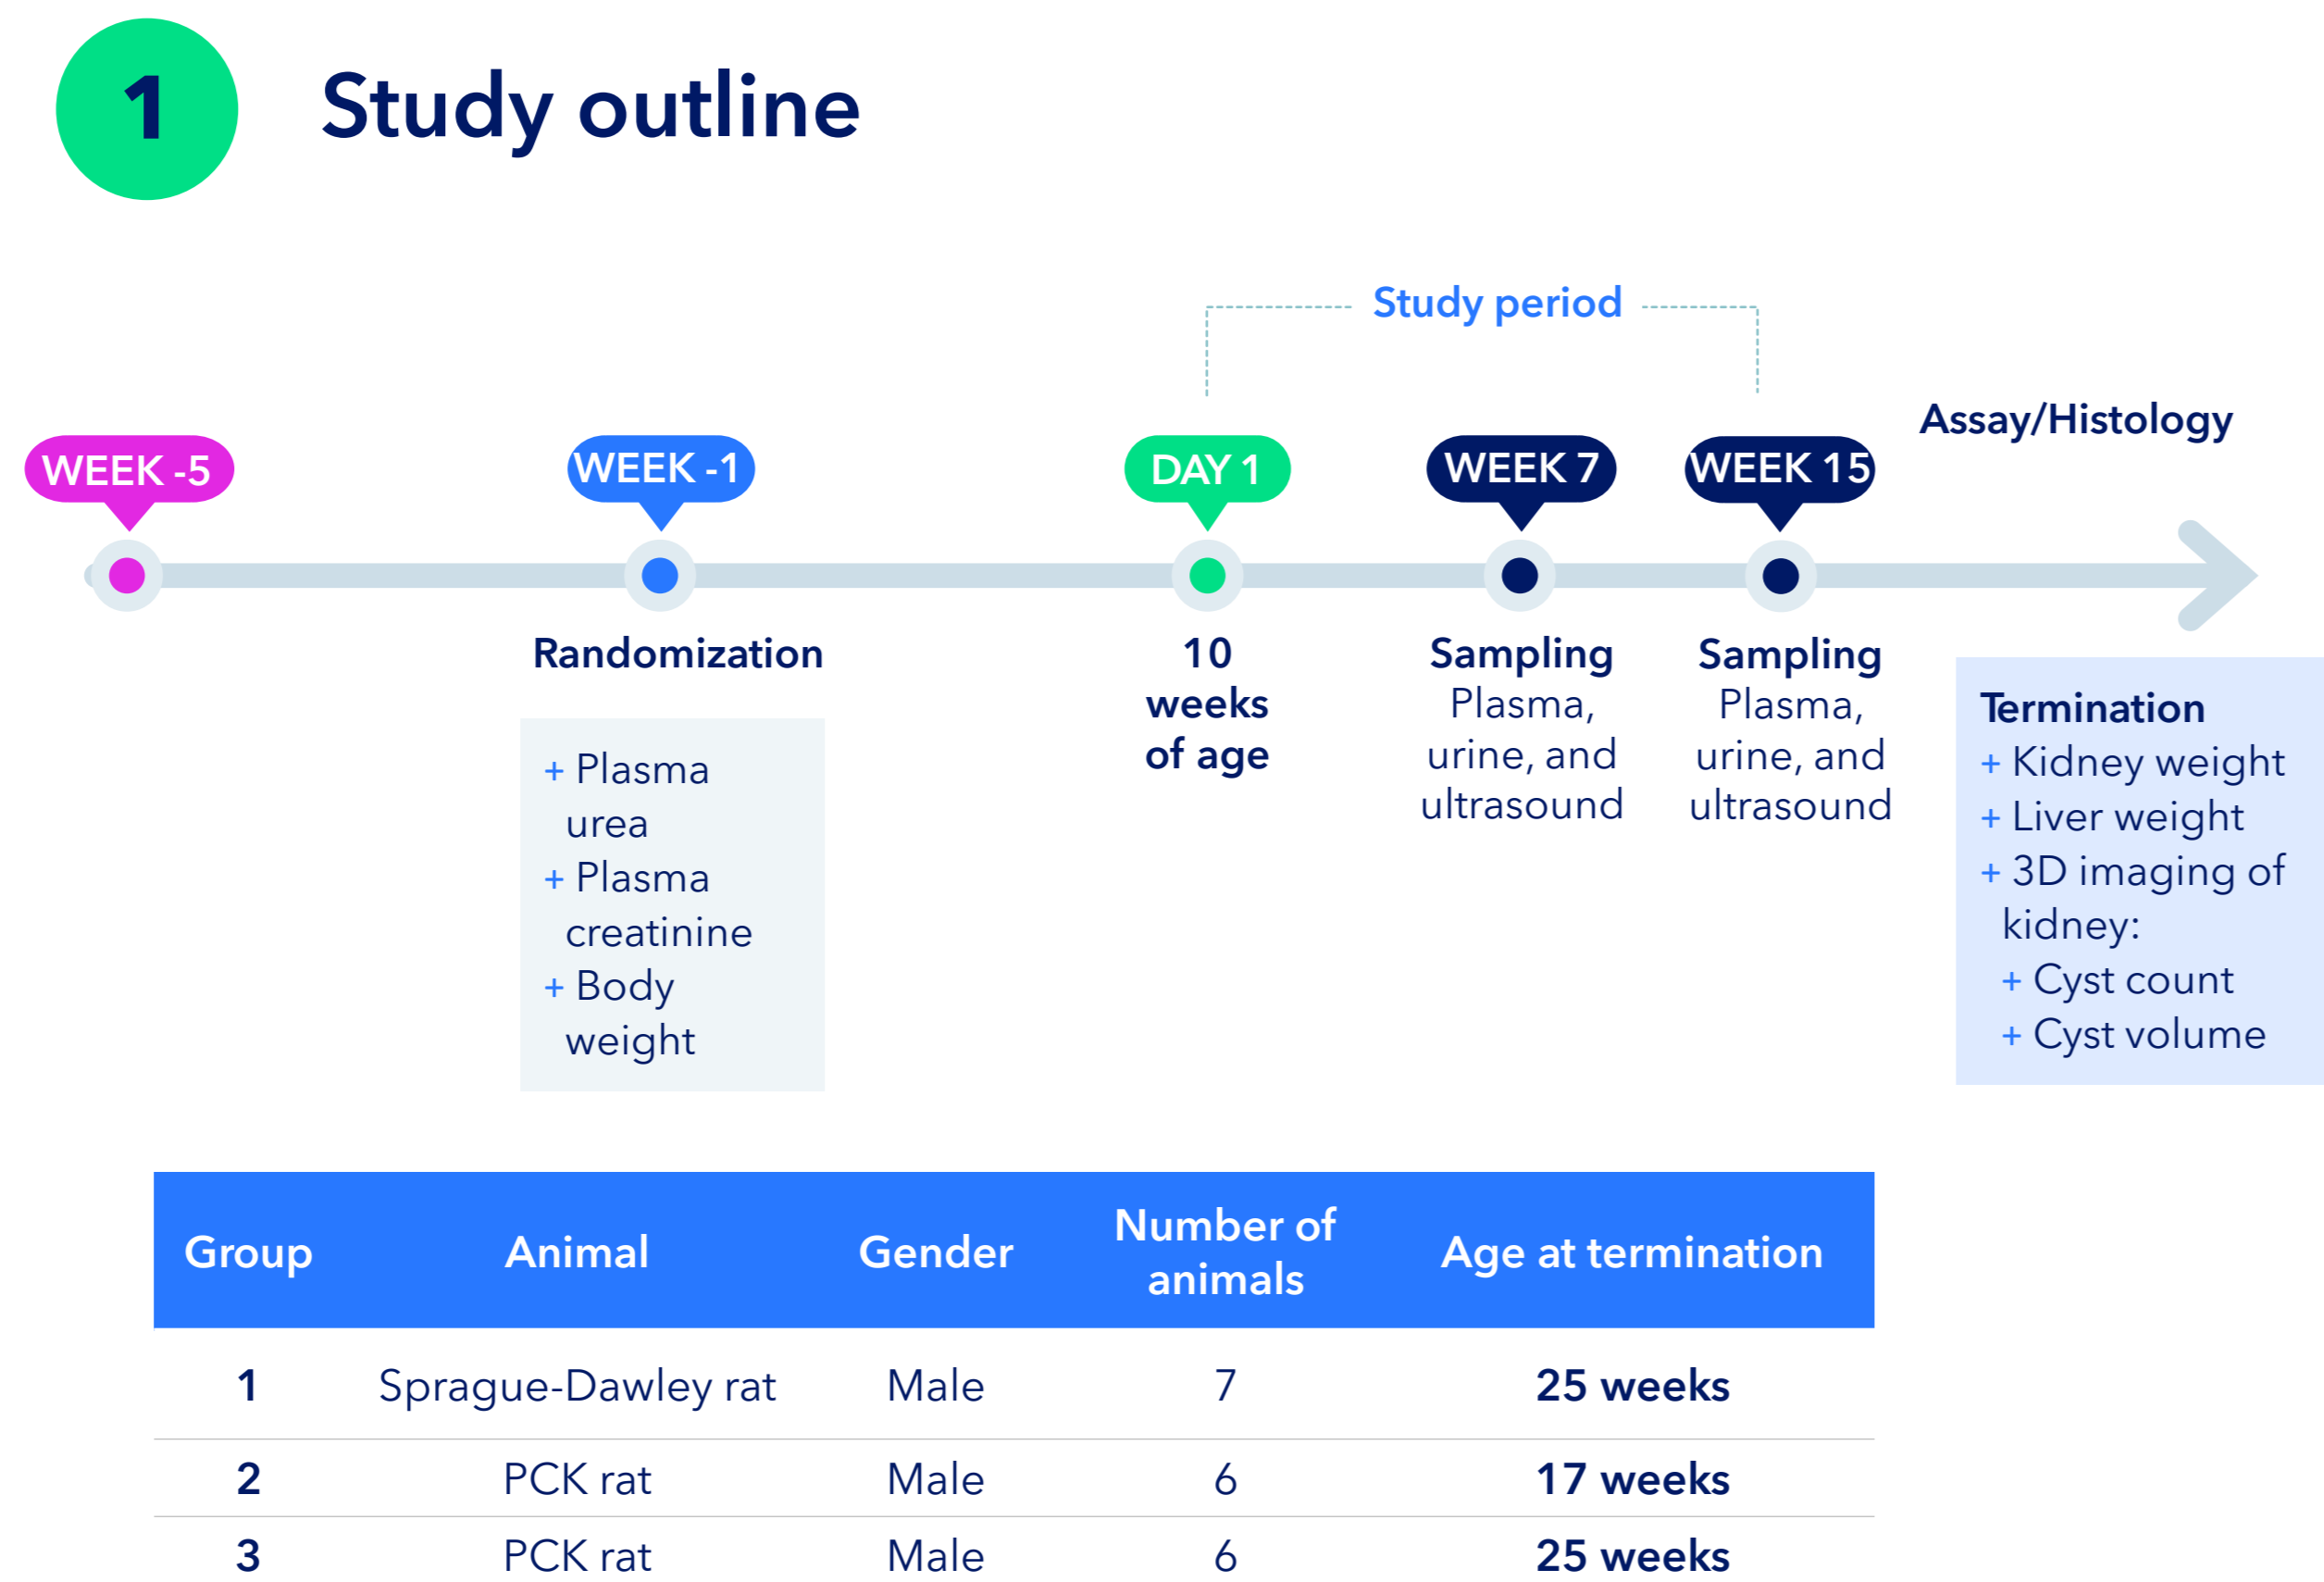 1
Study outline
Study period
Assay/Histology
WEEK -5
WEEK -1
DAY 1
WEEK 7
WEEK 15
Randomization
+ Plasma
urea
+ Plasma
creatinine
+ Body
weight
10
weeks
of age
Sampling
Plasma,
urine, and
ultrasound
Sampling
Plasma,
urine, and
ultrasound
Termination
+ Kidney weight
+ Liver weight
+ 3D imaging of
kidney:
+ Cyst count
+ Cyst volume
Group Animal Gender Number of animals Age at termination
1 Sprague-Dawley rat Male 7 25 weeks
2 PCK rat Male 6 17 weeks
3 PCK rat Male 6 25 weeks